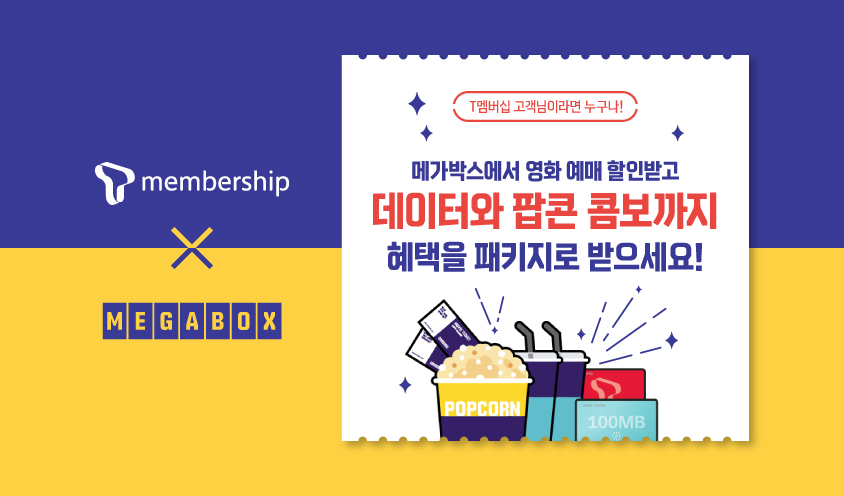 T membership
MEGABOX
T멤버십 고객님이라면 누구나!
메가박스에서 영화 예매 할인받고
데이터와 팝콘 콤보까지
혜택을 패키지로 받으세요!
POPCORN
100MB